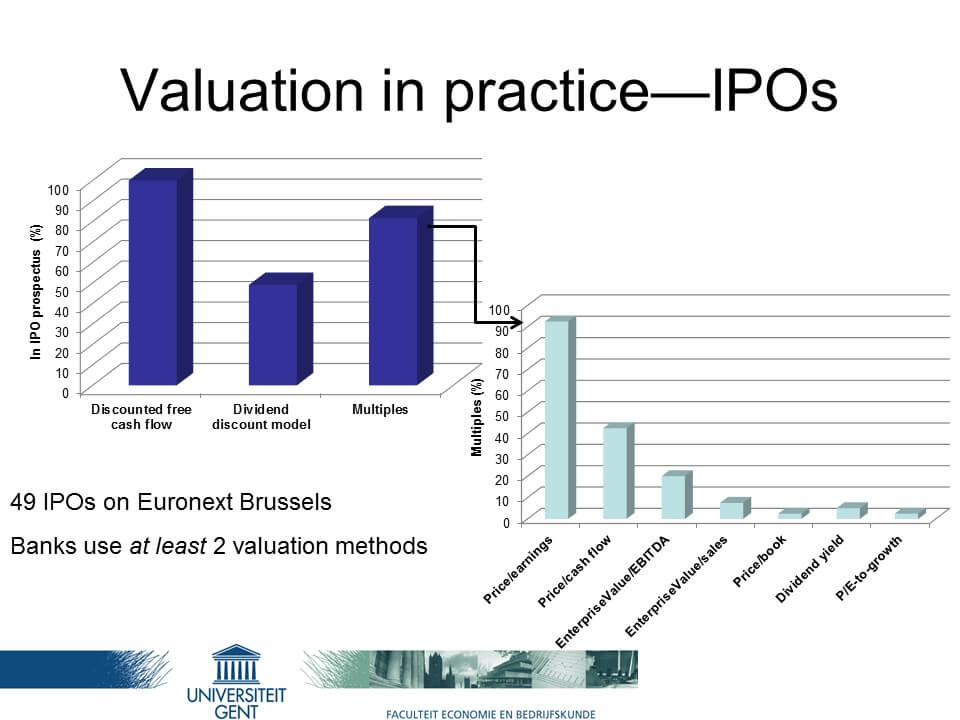 Valuation in practice—IPOs
In IPO prospectus (%)
100
90
80
70
60
50
40
30
20
10
0
Discounted free
cash flow
Dividend
discount model
Multiples
Multiples (%)
100
90
80
70
60
50
40
30
20
10
0
Price/earnings
Price/cash flow
EnterpriseValue/EBITDA
EnterpriseValue/sales
Price/book
Dividend yield
P/E-to-growth
49 IPOs on Euronext Brussels
Banks use at least 2 valuation methods
UNIVERSITEIT
GENT
FACULTEIT ECONOMIE EN BEDRIJFSKUNDE